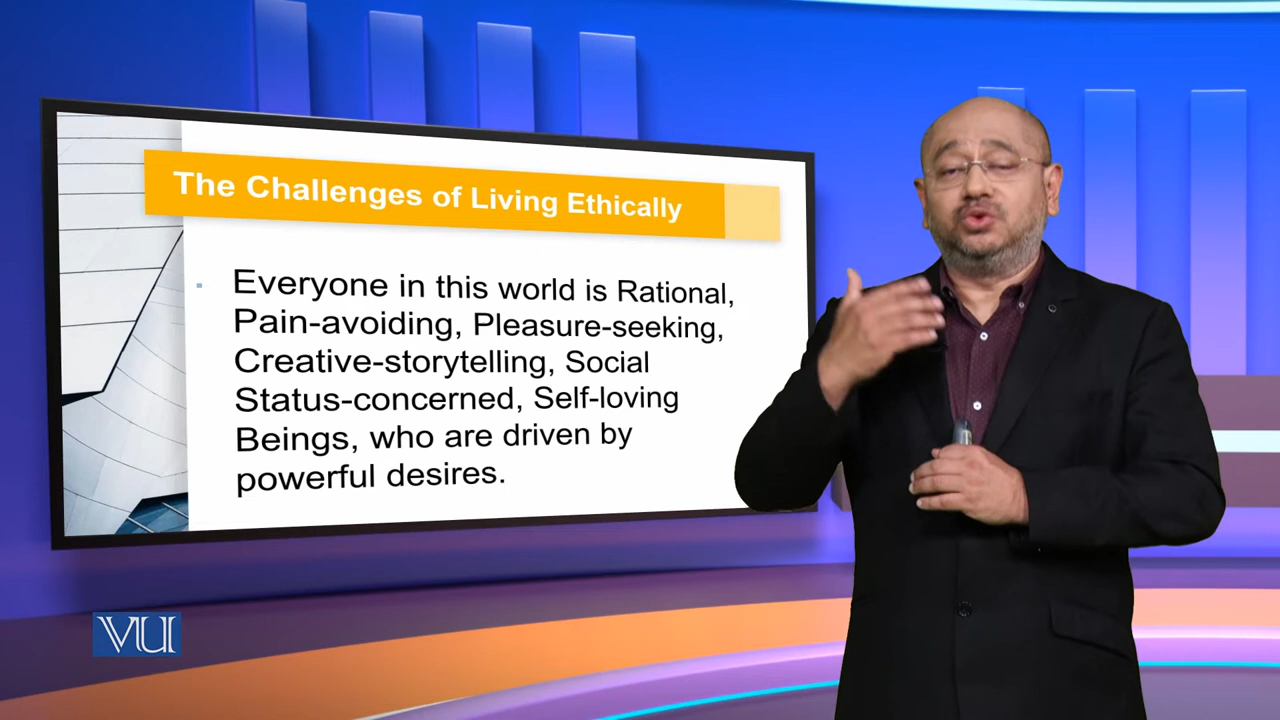 The Challenges of Living Ethically
Everyone in this world is Rational,
Pain-avoiding, Pleasure-seeking,
Creative-storytelling, Social
Status-concerned, Self-loving
Beings, who are driven by
powerful desires.
VU